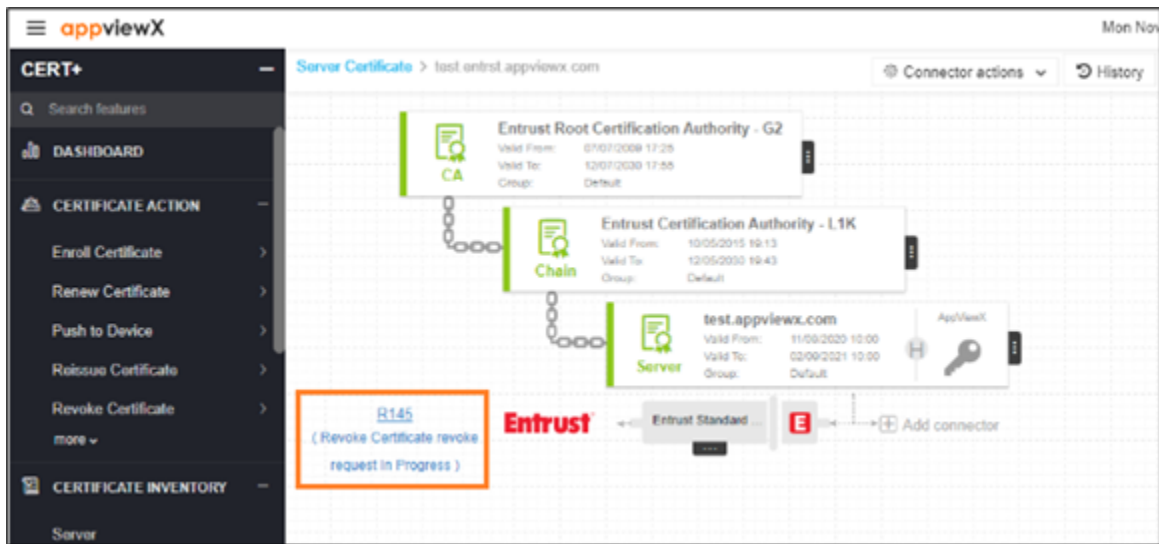 appviewX
Mon Nov
CERT+
Server Certificate > test.entrst.appviewx.com
Connector actions
History
Search features
DASHBOARD
CERTIFICATE ACTION
Enroll Certificate
Renew Certificate
Push to Device
Reissue Certificate
Revoke Certificate
more
CERTIFICATE INVENTORY
Server
CA
Entrust Root Certification Authority - G2
Valid From: 07/07/2009 17:25
Valid To: 12/07/2030 17:55
Group: Default
Chain
Entrust Certification Authority - L1K
Valid From: 10/05/2015 19:13
Valid To: 12/05/2030 19:43
Group: Default
Server
test.appviewx.com
Valid From: 11/09/2020 10:00
Valid To: 02/09/2021 10:00
Group: Default
H
AppViewX
R145
( Revoke Certificate revoke
request In Progress )
Entrust
Entrust Standard ...
E
Add connector